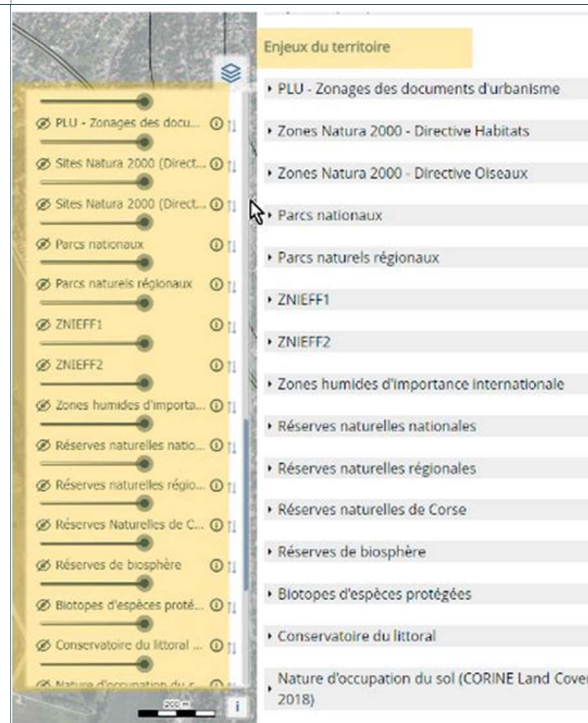 PLU - Zonages des docu...
Sites Natura 2000 (Direct...
Sites Natura 2000 (Direct...
Parcs nationaux
Parcs naturels régionaux
ZNIEFF1
ZNIEFF2
Zones humides d'importa...
Réserves naturelles natio...
Réserves naturelles régio...
Réserves Naturelles de C...
Réserves de biosphère
Biotopes d'espèces proté...
Conservatoire du littoral ...
Nature d'occupation du s...
200 m
i
Enjeux du territoire
PLU - Zonages des documents d'urbanisme
Zones Natura 2000 - Directive Habitats
Zones Natura 2000 - Directive Oiseaux
Parcs nationaux
Parcs naturels régionaux
ZNIEFF1
ZNIEFF2
Zones humides d'importance internationale
Réserves naturelles nationales
Réserves naturelles régionales
Réserves naturelles de Corse
Réserves de biosphère
Biotopes d'espèces protégées
Conservatoire du littoral
Nature d'occupation du sol (CORINE Land Cover
2018)